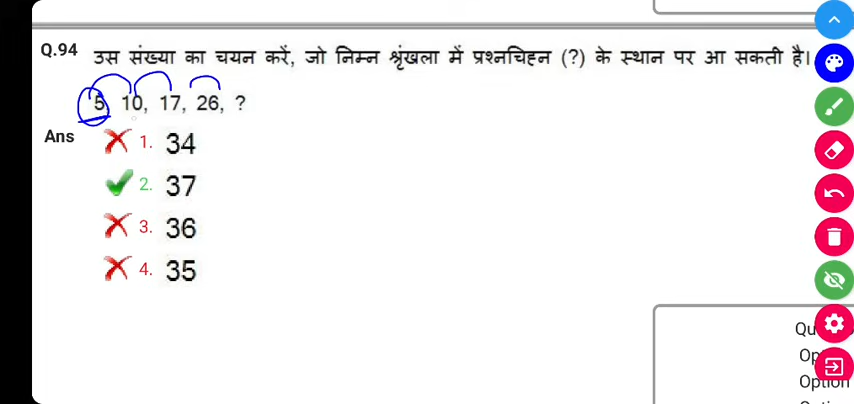 Q.94 उस संख्या का चयन करें, जो निम्न श्रृंखला में प्रश्नचिह्न (?) के स्थान पर आ सकती है।
5, 10, 17, 26, ?
Ans 1. 34
2. 37
3. 36
4. 35
Qu
Op
Option